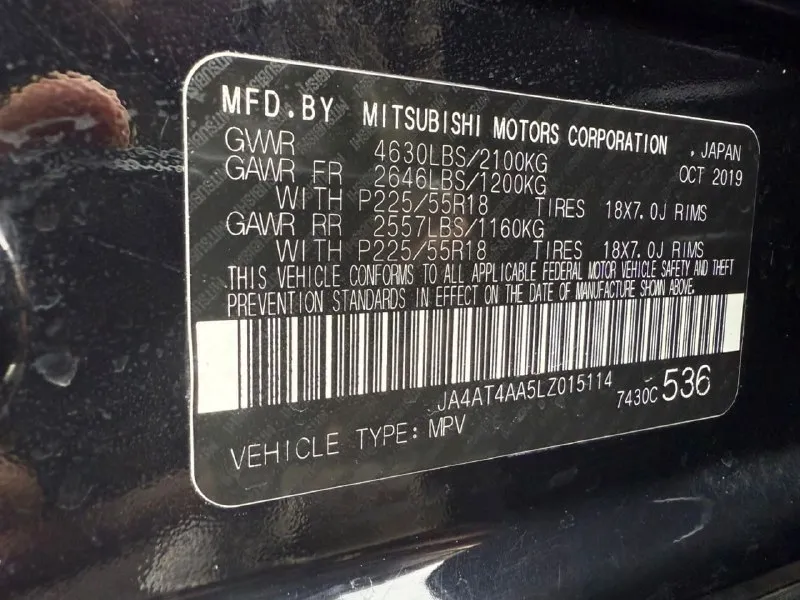 MFD.BY MITSUBISHI MOTORS CORPORATION , JAPAN
GVWR 4630LBS/2100KG OCT 2019
GAWR FR 2646LBS/1200KG
WITH P225/55R18 TIRES 18X7.0J RIMS
GAWR RR 2557LBS/1160KG
WITH P225/55R18 TIRES 18X7.0J RIMS
THIS VEHICLE CONFORMS TO ALL APPLICABLE FEDERAL MOTOR VEHICLE SAFETY AND THEFT
PREVENTION STANDARDS IN EFFECT ON THE DATE OF MANUFACTURE SHOWN ABOVE.
JA4AT4AA5LZ015114 7430C 536
VEHICLE TYPE: MPV